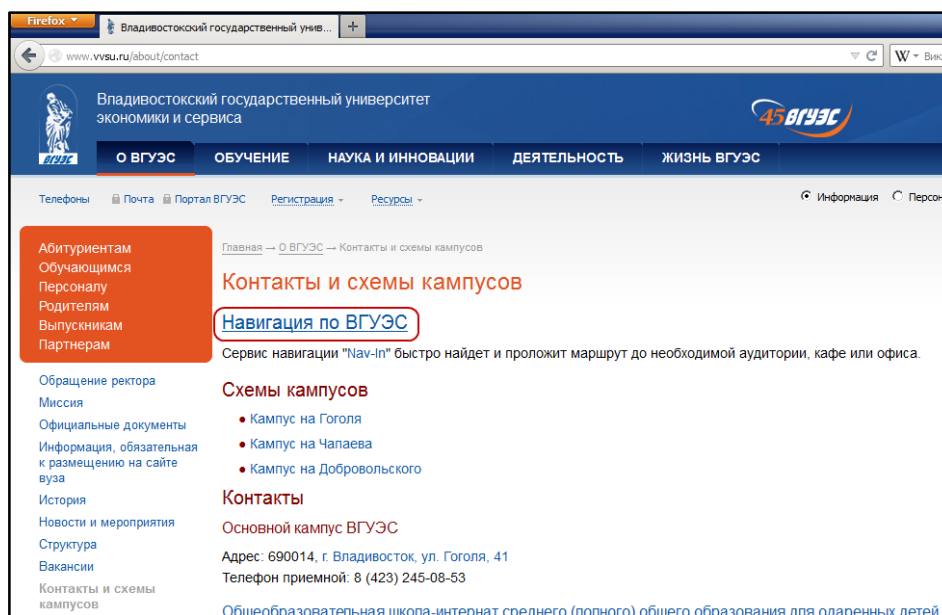 Firefox
Владивостокский государственный унив...
www.vvsu.ru/about/contact
W
Владивостокский государственный университет
экономики и сервиса
ВГУЭС
45 ВГУЭС
О ВГУЭС ОБУЧЕНИЕ НАУКА И ИННОВАЦИИ ДЕЯТЕЛЬНОСТЬ ЖИЗНЬ ВГУЭС
Телефоны Почта Портал ВГУЭС Регистрация Ресурсы Информация
Абитуриентам
Обучающимся
Персоналу
Родителям
Выпускникам
Партнерам
Обращение ректора
Миссия
Официальные документы
Информация, обязательная
к размещению на сайте
вуза
История
Новости и мероприятия
Структура
Вакансии
Контакты и схемы
кампусов
Главная → О ВГУЭС → Контакты и схемы кампусов
Контакты и схемы кампусов
Навигация по ВГУЭС
Сервис навигации "Nav-In" быстро найдет и проложит маршрут до необходимой аудитории, кафе или офиса.
Схемы кампусов
• Кампус на Гоголя
• Кампус на Чапаева
• Кампус на Добровольского
Контакты
Основной кампус ВГУЭС
Адрес: 690014, г. Владивосток, ул. Гоголя, 41
Телефон приемной: 8 (423) 245-08-53
Общеобразовательная школа-интернат среднего (полного) общего образования для одаренных детей